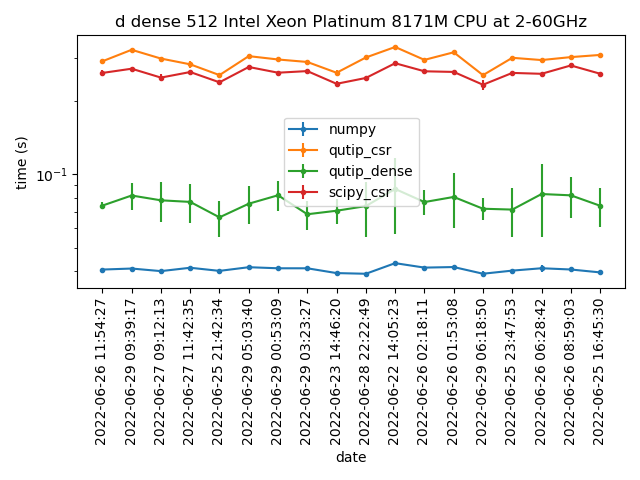 d dense 512 Intel Xeon Platinum 8171M CPU at 2-60GHz
time (s)
10⁻¹
numpy
qutip_csr
qutip_dense
scipy_csr
2022-06-26 11:54:27
2022-06-29 09:39:17
2022-06-27 09:12:13
2022-06-27 11:42:35
2022-06-25 21:42:34
2022-06-29 05:03:40
2022-06-29 00:53:09
2022-06-29 03:23:27
2022-06-23 14:46:20
2022-06-28 22:22:49
2022-06-22 14:05:23
2022-06-26 02:18:11
2022-06-26 01:53:08
2022-06-29 06:18:50
2022-06-25 23:47:53
2022-06-26 06:28:42
2022-06-26 08:59:03
2022-06-25 16:45:30
date